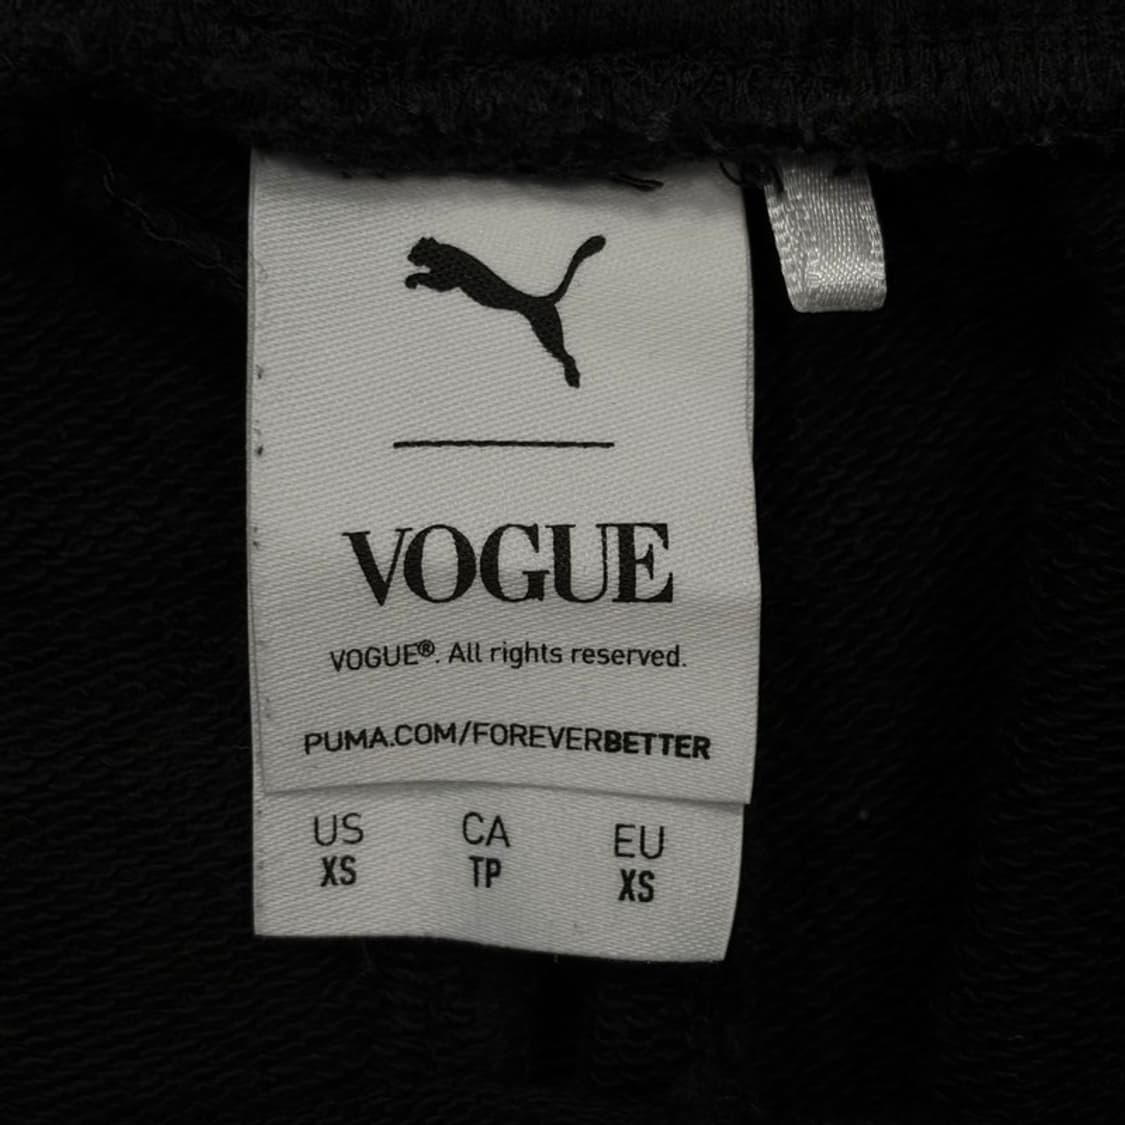 VOGUE
VOGUE®. All rights reserved.
PUMA.COM/FOREVERBETTER
US CA EU
XS TP XS